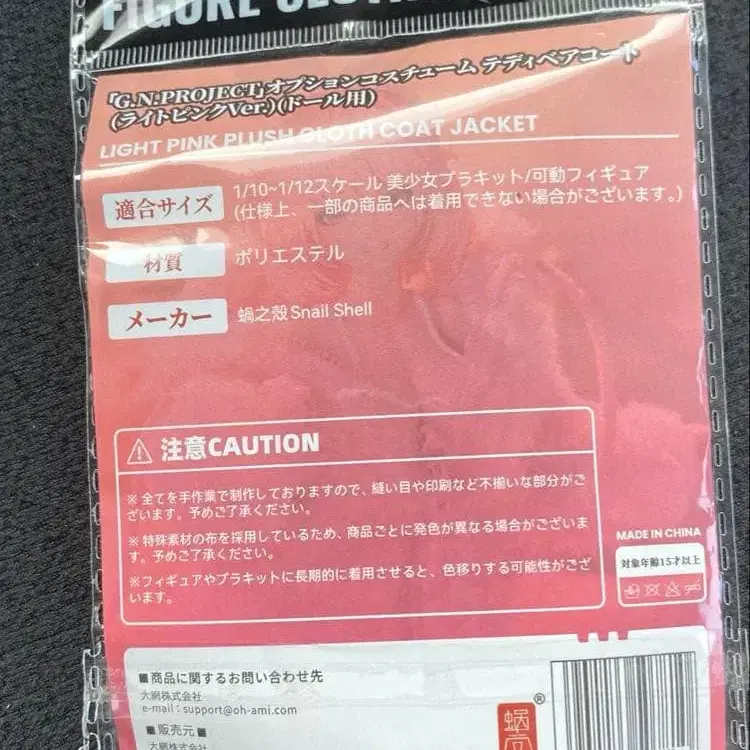 FIGURE CLOTHI
「G.N.PROJECT」オプションコスチューム テディベアコート
(ライトピンクVer.)(ドール用)
LIGHT PINK PLUSH CLOTH COAT JACKET
適合サイズ
1/10~1/12スケール 美少女プラキット/可動フィギュア
(仕様上、一部の商品へは着用できない場合がございます。)
材質
ポリエステル
メーカー
蝸之殻Snail Shell
注意CAUTION
※ 全てを手作業で制作しておりますので、縫い目や印刷など不揃いな部分がご
ざいます。予めご了承ください。
※ 特殊素材の布を採用しているため、商品ごとに発色が異なる場合がございま
す。予めご了承ください。
※フィギュアやプラキットに長期的に着用させると、色移りする可能性がござ
います。
MADE IN CHINA
対象年齢15才以上
■商品に関するお問い合わせ先
大網株式会社
e-mail : support@oh-ami.com
■販売元■
大網株式会社
蝸
®